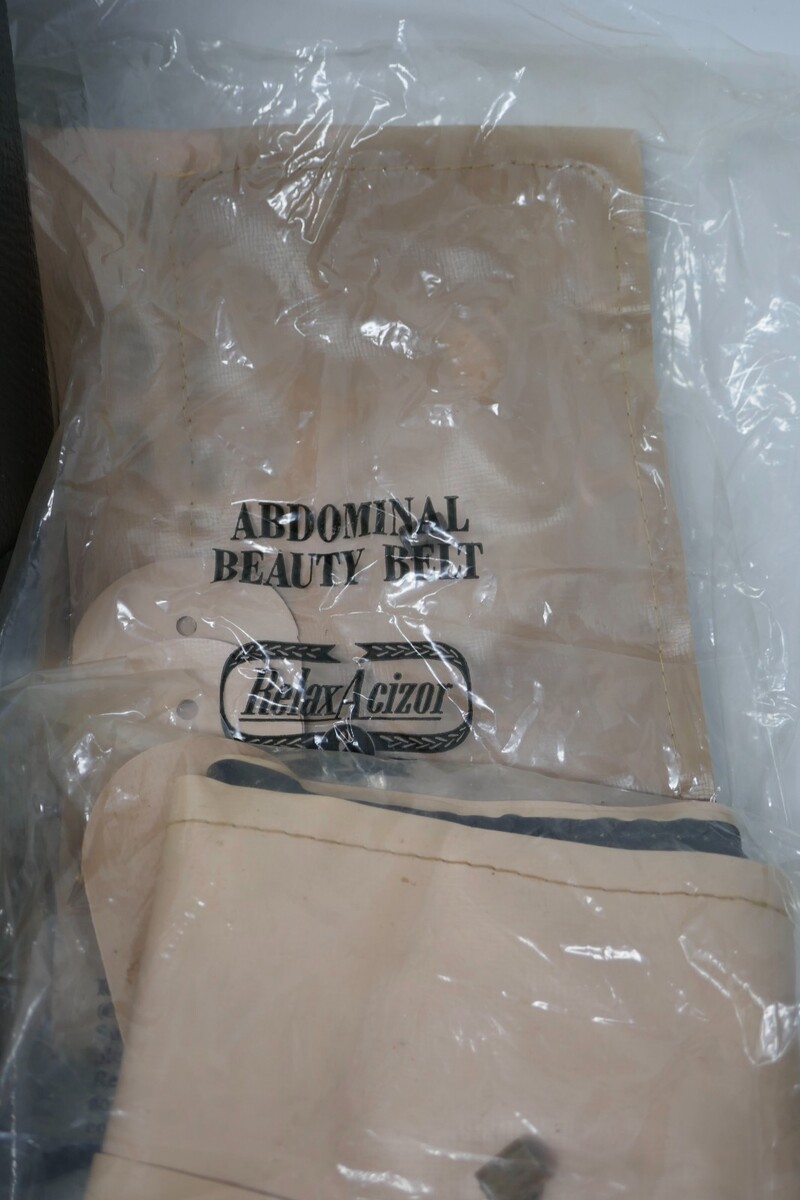 ABDOMINAL
BEAUTY BELT
RelaxAcizor